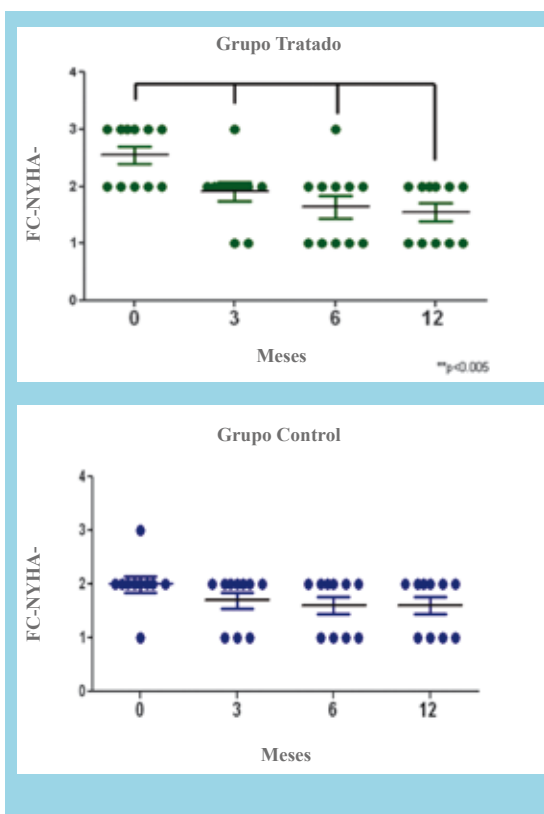 Grupo Tratado
4
3
2
1
0
FC-NYHA-
0 3 6 12
Meses
**p<0.005
Grupo Control
4
3
2
1
0
FC-NYHA-
0 3 6 12
Meses